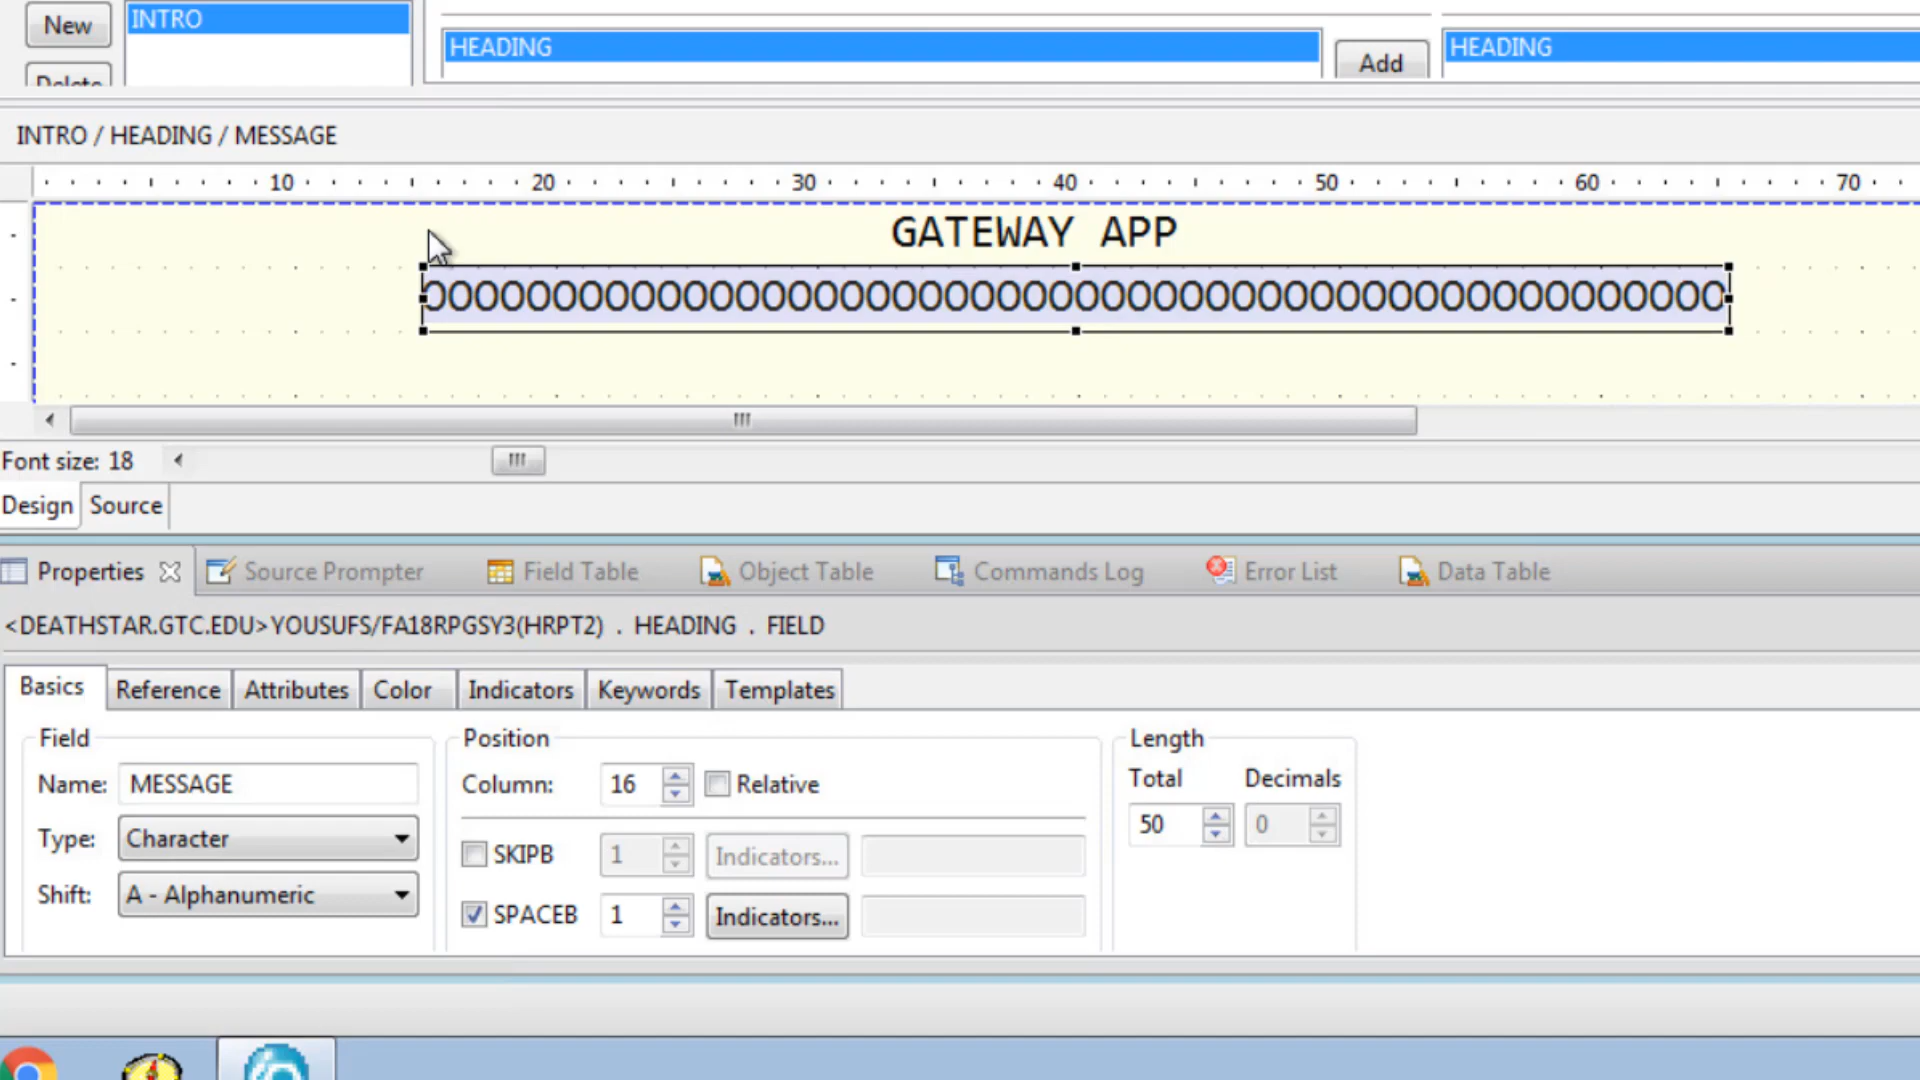 New
INTRO
HEADING
Add
HEADING
Delete
INTRO / HEADING / MESSAGE
10 20 30 40 50 60 70
GATEWAY APP
OOOOOOOOOOOOOOOOOOOOOOOOOOOOOOOOOOOOOOOOOOOOOOOOOO
Font size: 18
Design Source
Properties Source Prompter Field Table Object Table Commands Log Error List Data Table
<DEATHSTAR.GTC.EDU>YOUSUFS/FA18RPGSY3(HRPT2) . HEADING . FIELD
Basics Reference Attributes Color Indicators Keywords Templates
Field Position Length
Total Decimals
Name: MESSAGE Column: 16 Relative
50 0
Type: Character SKIPB 1 Indicators...
Shift: A - Alphanumeric SPACEB 1 Indicators...